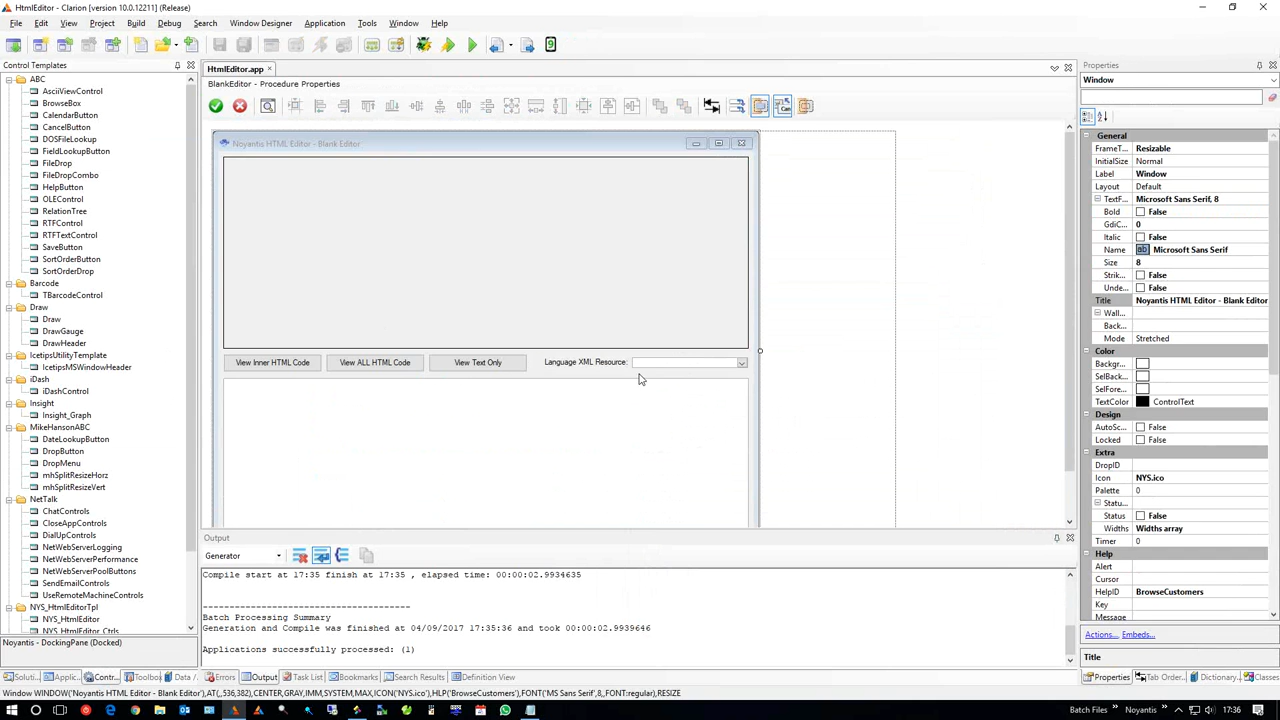 HtmlEditor - Clarion [version 10.0.12211] (Release)
File Edit View Project Build Debug Search Window Designer Application Tools Window Help
Control Templates
ABC
AsciiViewControl
BrowseBox
CalendarButton
CancelButton
DOSFileLookup
FieldLookupButton
FileDrop
FileDropCombo
HelpButton
OLEControl
RelationTree
RTFControl
RTFTextControl
SaveButton
SortOrderButton
SortOrderDrop
Barcode
TBarcodeControl
Draw
Draw
DrawGauge
DrawHeader
IcetipsUtilityTemplate
IcetipsMSWindowHeader
iDash
iDashControl
Insight
Insight_Graph
MikeHansonABC
DateLookupButton
DropButton
DropMenu
mhSplitResizeHorz
mhSplitResizeVert
NetTalk
ChatControls
CloseAppControls
DialUpControls
NetWebServerLogging
NetWebServerPerformance
NetWebServerPoolButtons
SendEmailControls
UseRemoteMachineControls
NYS_HtmlEditorTpl
NYS_HtmlEditor
NYS_HtmlEditor_Ctrls
Noyantis - DockingPane (Docked)
Soluti... Applic... Contr... Toolbox Data /
HtmlEditor.app
BlankEditor - Procedure Properties
Noyantis HTML Editor - Blank Editor
View Inner HTML Code View ALL HTML Code View Text Only Language XML Resource:
Output
Generator
Compile start at 17:35 finish at 17:35 , elapsed time: 00:00:02.9934635
-------------------------------------
Batch Processing Summary
Generation and Compile was finished at 04/09/2017 17:35:36 and took 00:00:02.9939646
Applications successfully processed: (1)
Errors Output Task List Bookmarks Search Results Definition View
Properties
Window
General
FrameT... Resizable
InitialSize Normal
Label Window
Layout Default
TextF... Microsoft Sans Serif, 8
Bold False
GdiC... 0
Italic False
Name ab Microsoft Sans Serif
Size 8
Strik... False
Unde... False
Title Noyantis HTML Editor - Blank Editor
Wall...
Back...
Mode Stretched
Color
Backgr...
SelBack...
SelFore...
TextColor ControlText
Design
AutoSc... False
Locked False
Extra
DropID
Icon NYS.ico
Palette 0
Statu...
Status False
Widths Widths array
Timer 0
Help
Alert
Cursor
HelpID BrowseCustomers
Key
Message
Actions... Embeds...
Title
Properties Tab Order... Dictionary... Classes
Window WINDOW('Noyantis HTML Editor - Blank Editor'),AT(,,536,382),CENTER,GRAY,IMM,SYSTEM,MAX,ICON('NYS.ico'),HLP('BrowseCustomers'),FONT('MS Sans Serif',8,,FONT:regular),RESIZE
Batch Files Noyantis 17:36